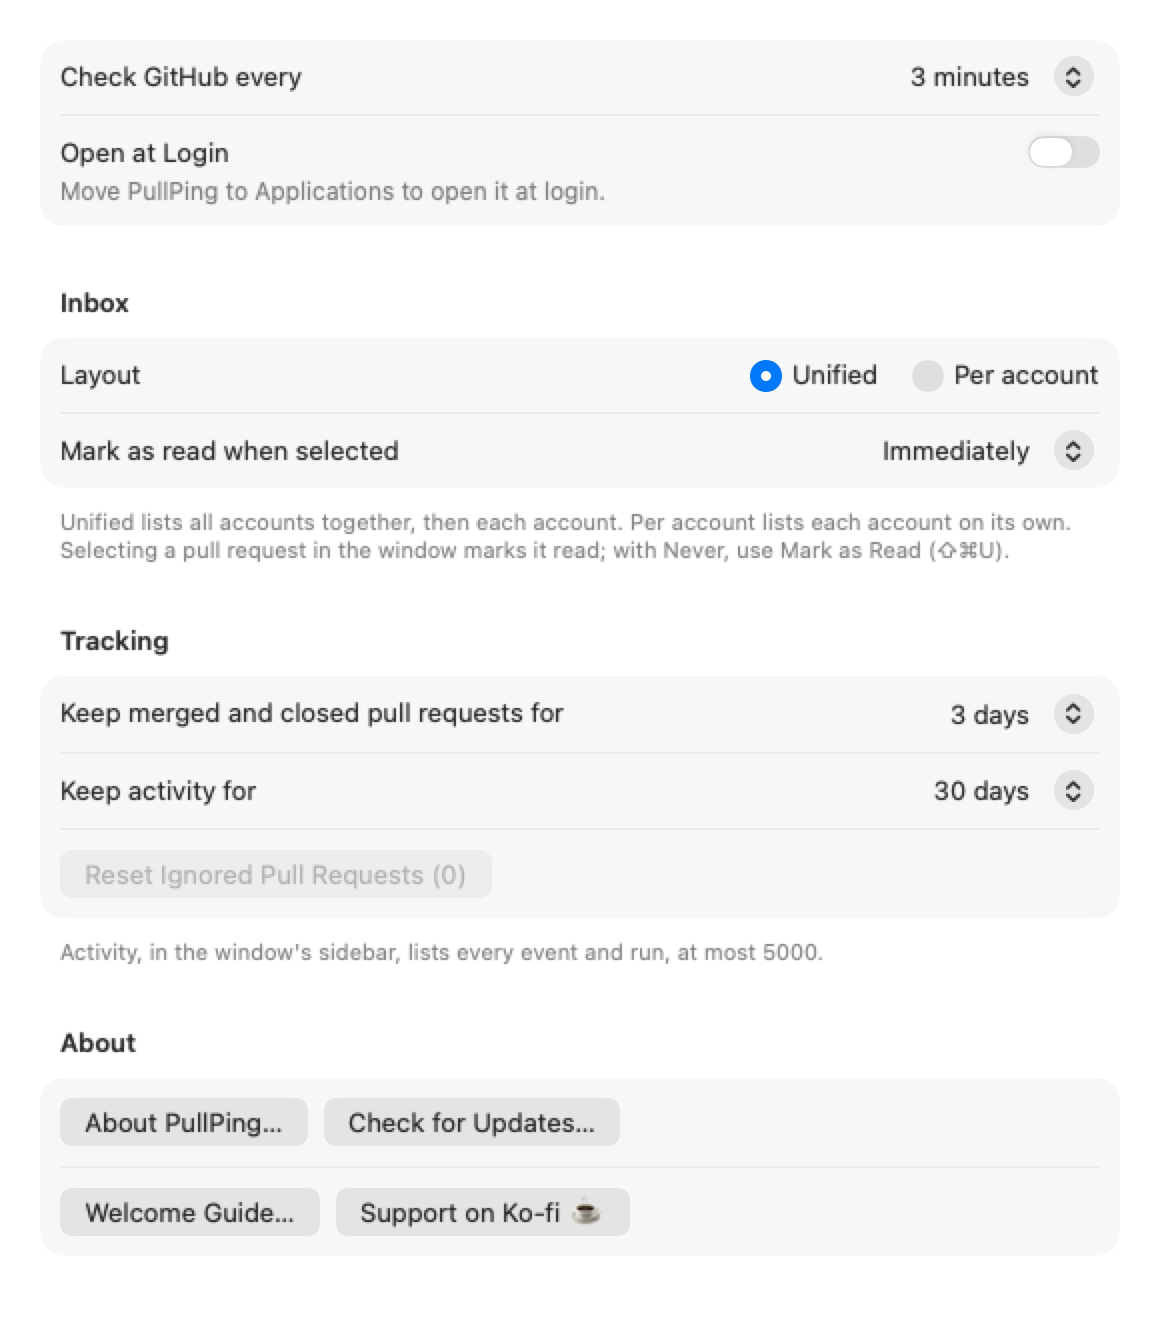 Check GitHub every 3 minutes
Open at Login
Move PullPing to Applications to open it at login.
Inbox
Layout Unified Per account
Mark as read when selected Immediately
Unified lists all accounts together, then each account. Per account lists each account on its own.
Selecting a pull request in the window marks it read; with Never, use Mark as Read (⇧⌘U).
Tracking
Keep merged and closed pull requests for 3 days
Keep activity for 30 days
Reset Ignored Pull Requests (0)
Activity, in the window's sidebar, lists every event and run, at most 5000.
About
About PullPing... Check for Updates...
Welcome Guide... Support on Ko-fi ☕